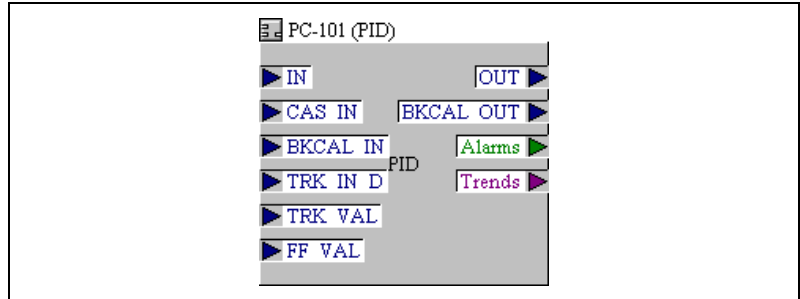 PC-101 (PID)
IN OUT
CAS IN BKCAL OUT
BKCAL IN Alarms
PID
TRK IN D Trends
TRK VAL
FF VAL